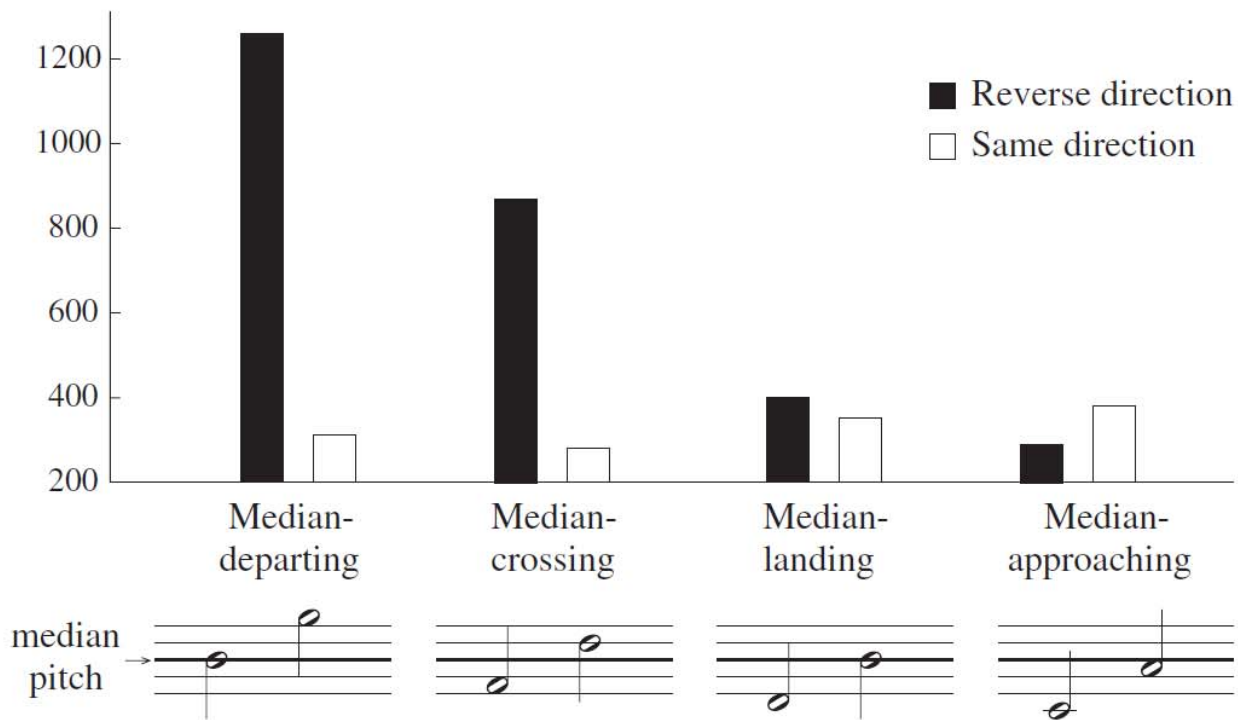 1200
1000
800
600
400
200
Reverse direction
Same direction
Median-
departing
Median-
crossing
Median-
landing
Median-
approaching
median
pitch